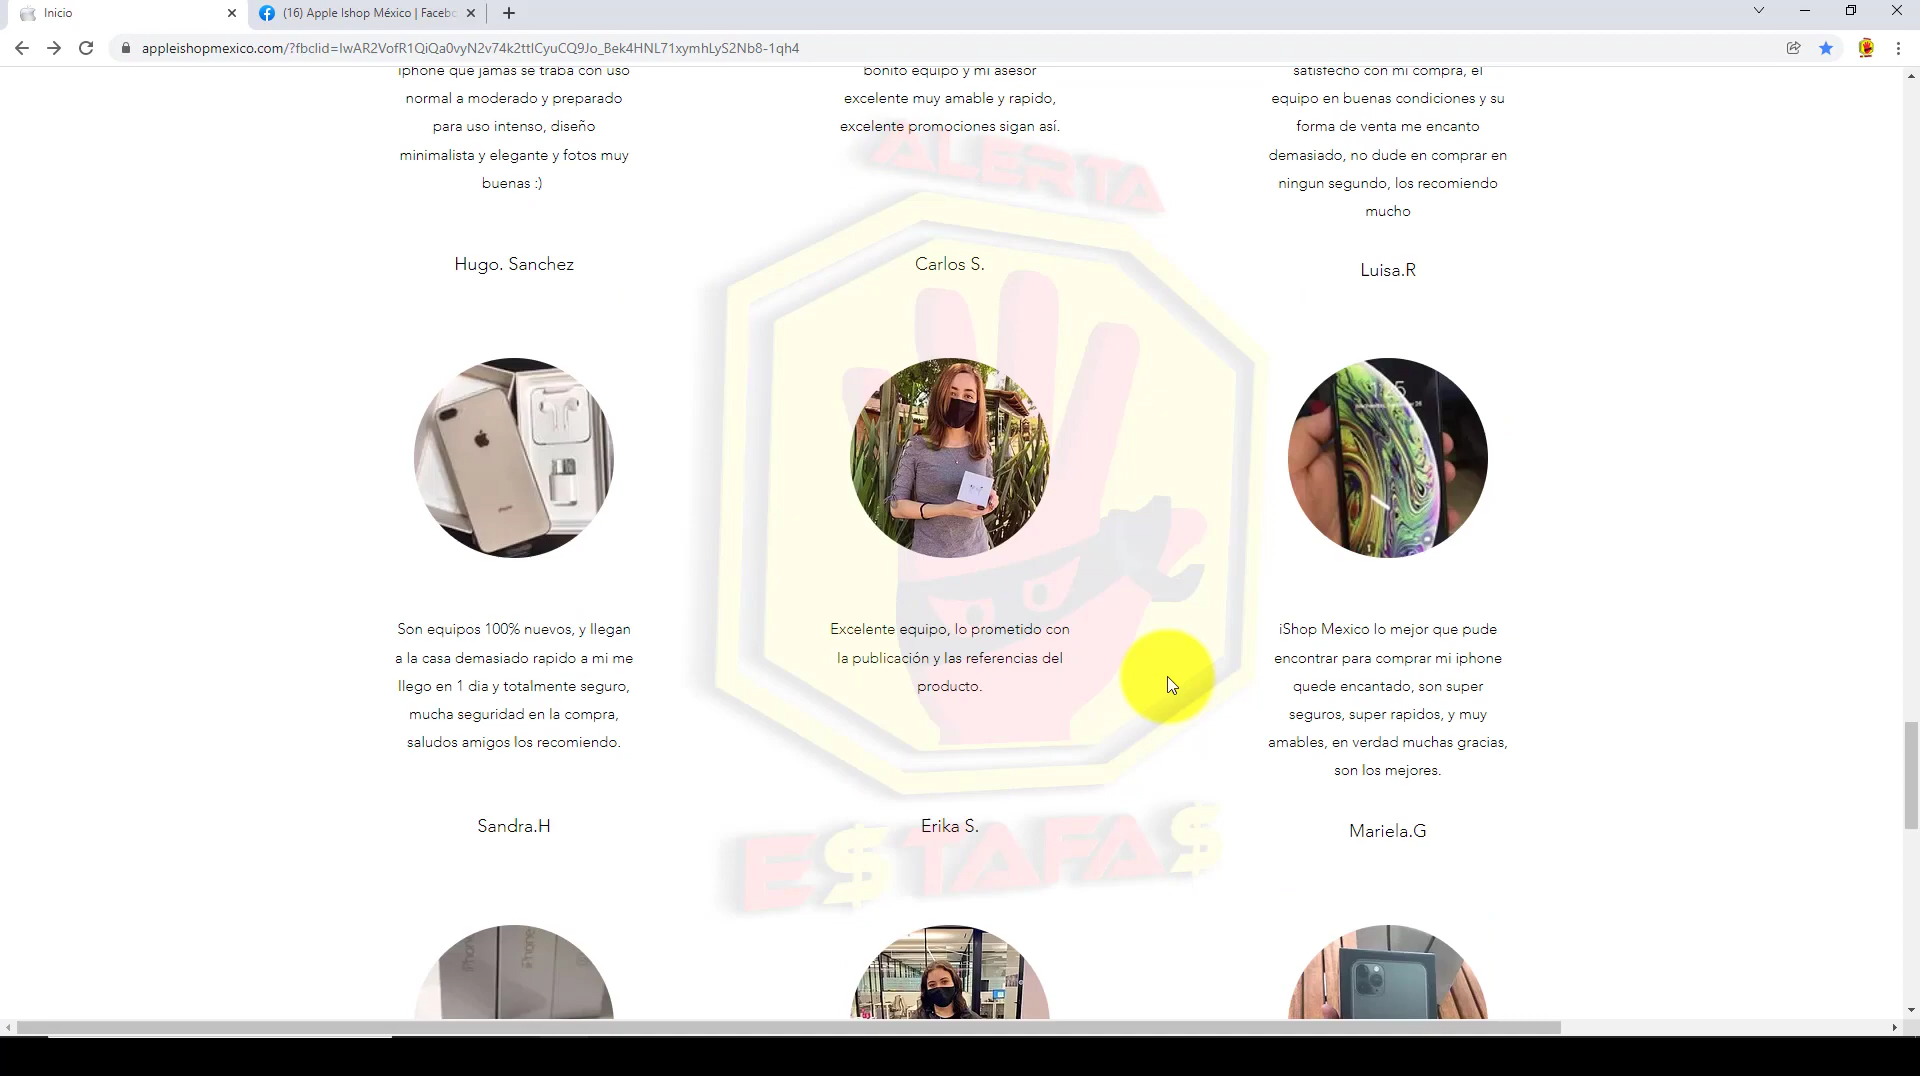 Inicio
(16) Apple Ishop México | Facebo
appleishopmexico.com/?fbclid=IwAR2VofR1QiQa0vyN2v74k2ttICyuCQ9Jo_Bek4HNL71xymhLyS2Nb8-1qh4
iphone que jamas se traba con uso
normal a moderado y preparado
para uso intenso, diseño
minimalista y elegante y fotos muy
buenas :)
Hugo. Sanchez
bonito equipo y mi asesor
excelente muy amable y rapido,
excelente promociones sigan así.
Carlos S.
satisfecho con mi compra, el
equipo en buenas condiciones y su
forma de venta me encanto
demasiado, no dude en comprar en
ningun segundo, los recomiendo
mucho
Luisa.R
ALERTA
Son equipos 100% nuevos, y llegan
a la casa demasiado rapido a mi me
llego en 1 dia y totalmente seguro,
mucha seguridad en la compra,
saludos amigos los recomiendo.
Sandra.H
Excelente equipo, lo prometido con
la publicación y las referencias del
producto.
Erika S.
iShop Mexico lo mejor que pude
encontrar para comprar mi iphone
quede encantado, son super
seguros, super rapidos, y muy
amables, en verdad muchas gracias,
son los mejores.
Mariela.G
E$TAFA$
iPhone
iPhone